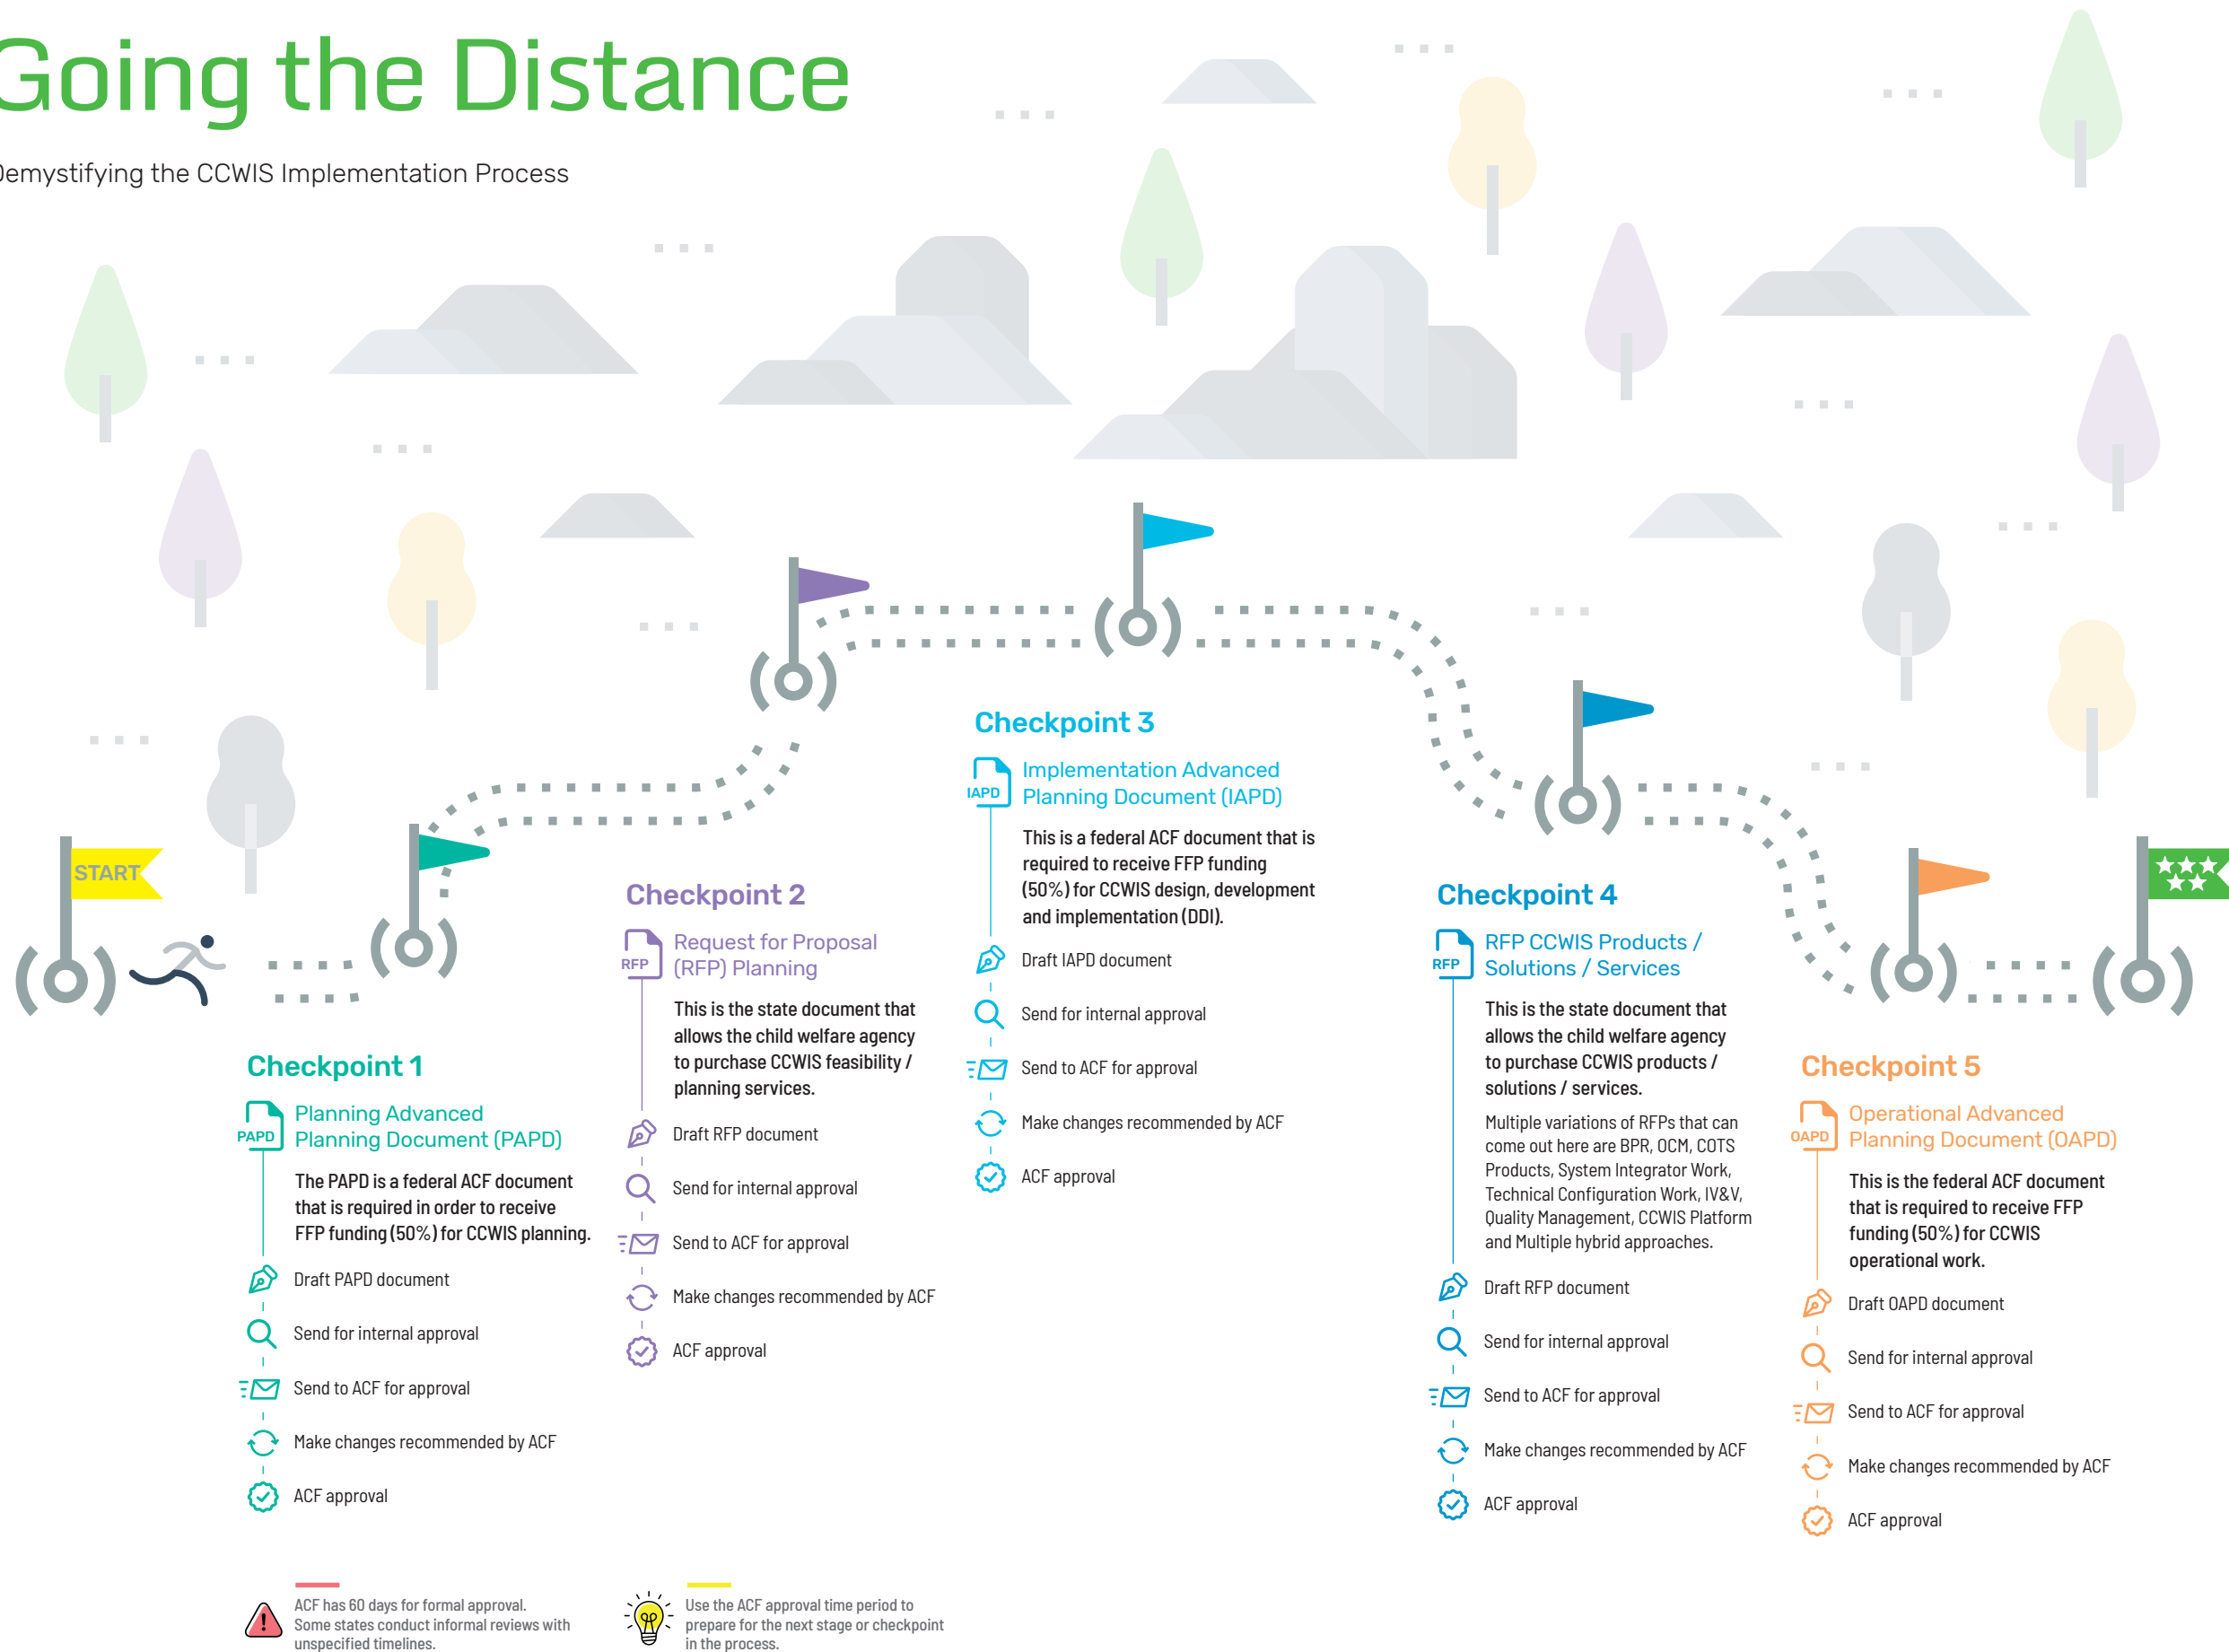 Going the Distance
Demystifying the CCWIS Implementation Process
START
Checkpoint 1
PAPD
Planning Advanced
Planning Document (PAPD)
The PAPD is a federal ACF document
that is required in order to receive
FFP funding (50%) for CCWIS planning.
Draft PAPD document
Send for internal approval
Send to ACF for approval
Make changes recommended by ACF
ACF approval
Checkpoint 2
RFP
Request for Proposal
(RFP) Planning
This is the state document that
allows the child welfare agency
to purchase CCWIS feasibility /
planning services.
Draft RFP document
Send for internal approval
Send to ACF for approval
Make changes recommended by ACF
ACF approval
Checkpoint 3
IAPD
Implementation Advanced
Planning Document (IAPD)
This is a federal ACF document that is
required to receive FFP funding
(50%) for CCWIS design, development
and implementation (DDI).
Draft IAPD document
Send for internal approval
Send to ACF for approval
Make changes recommended by ACF
ACF approval
Checkpoint 4
RFP
RFP CCWIS Products /
Solutions / Services
This is the state document that
allows the child welfare agency
to purchase CCWIS products /
solutions / services.
Multiple variations of RFPs that can
come out here are BPR, OCM, COTS
Products, System Integrator Work,
Technical Configuration Work, IV&V,
Quality Management, CCWIS Platform
and Multiple hybrid approaches.
Draft RFP document
Send for internal approval
Send to ACF for approval
Make changes recommended by ACF
ACF approval
Checkpoint 5
OAPD
Operational Advanced
Planning Document (OAPD)
This is the federal ACF document
that is required to receive FFP
funding (50%) for CCWIS
operational work.
Draft OAPD document
Send for internal approval
Send to ACF for approval
Make changes recommended by ACF
ACF approval
ACF has 60 days for formal approval.
Some states conduct informal reviews with
unspecified timelines.
Use the ACF approval time period to
prepare for the next stage or checkpoint
in the process.